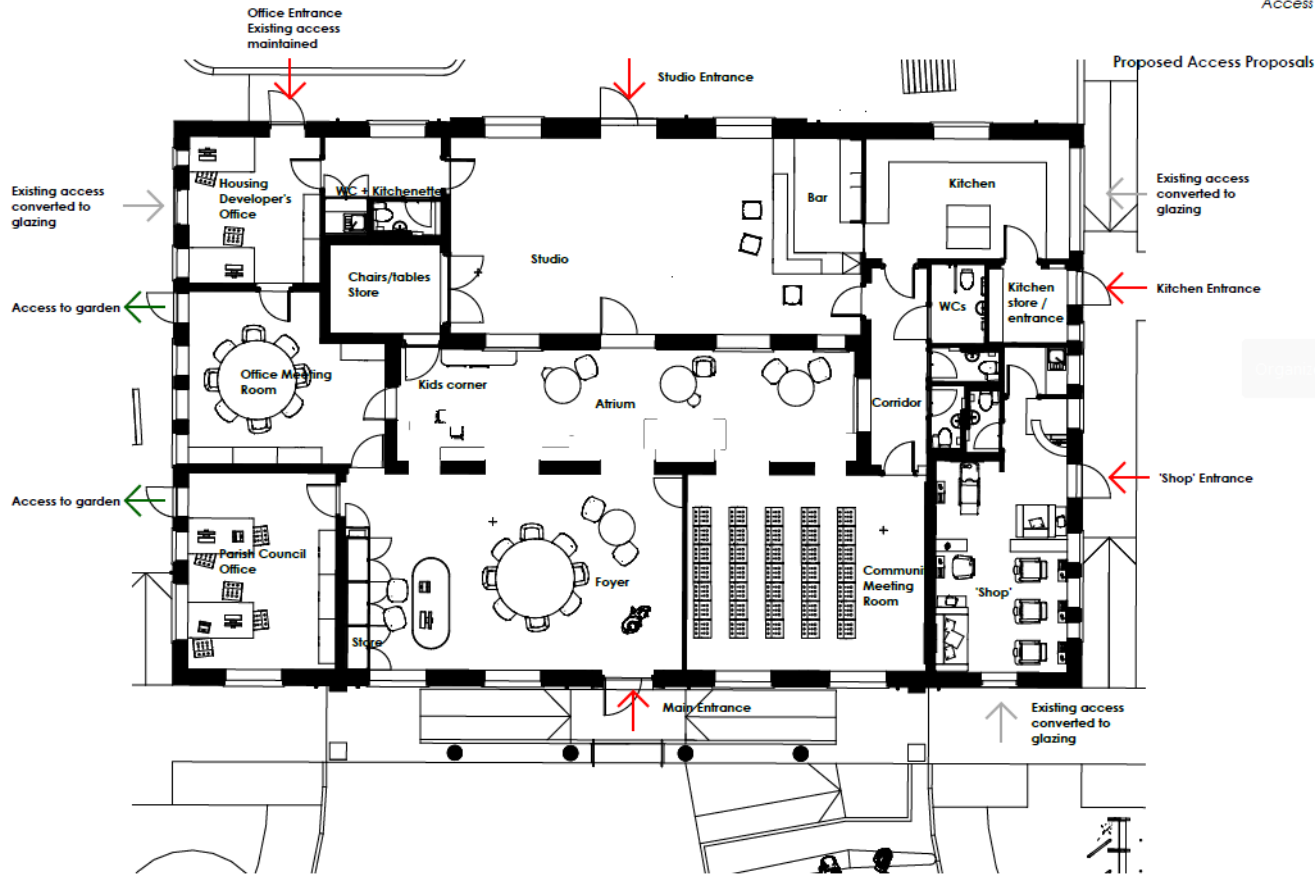 Access
Proposed Access Proposals
Office Entrance
Existing access
maintained
Studio Entrance
Existing access
converted to
glazing
Housing
Developer's
Office
WC + Kitchenette
Bar
Kitchen
Existing access
converted to
glazing
Studio
Chairs/tables
Store
Access to garden
WCs
Kitchen
store /
entrance
Kitchen Entrance
Office Meeting
Room
Kids corner
Atrium
Corridor
Access to garden
'Shop' Entrance
Parish Council
Office
Foyer
Communi
Meeting
Room
'Shop'
Store
Main Entrance
Existing access
converted to
glazing